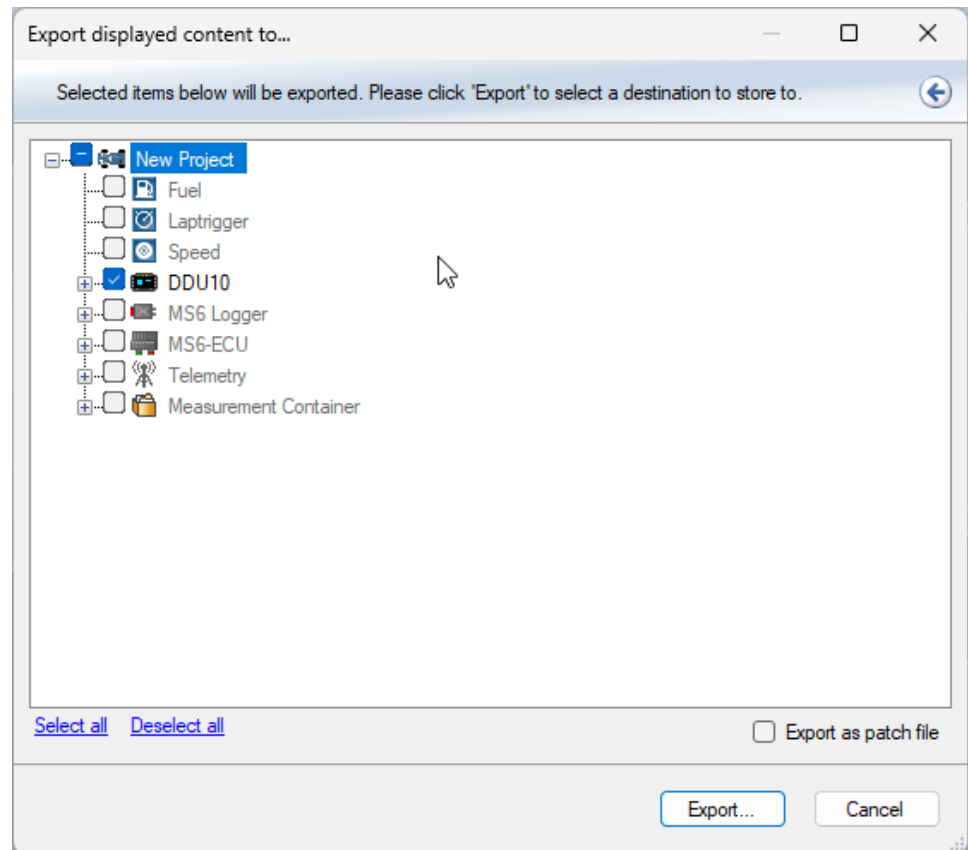 Export displayed content to...
Selected items below will be exported. Please click 'Export' to select a destination to store to.
New Project
Fuel
Laptrigger
Speed
DDU10
MS6 Logger
MS6-ECU
Telemetry
Measurement Container
Select all Deselect all
Export as patch file
Export... Cancel